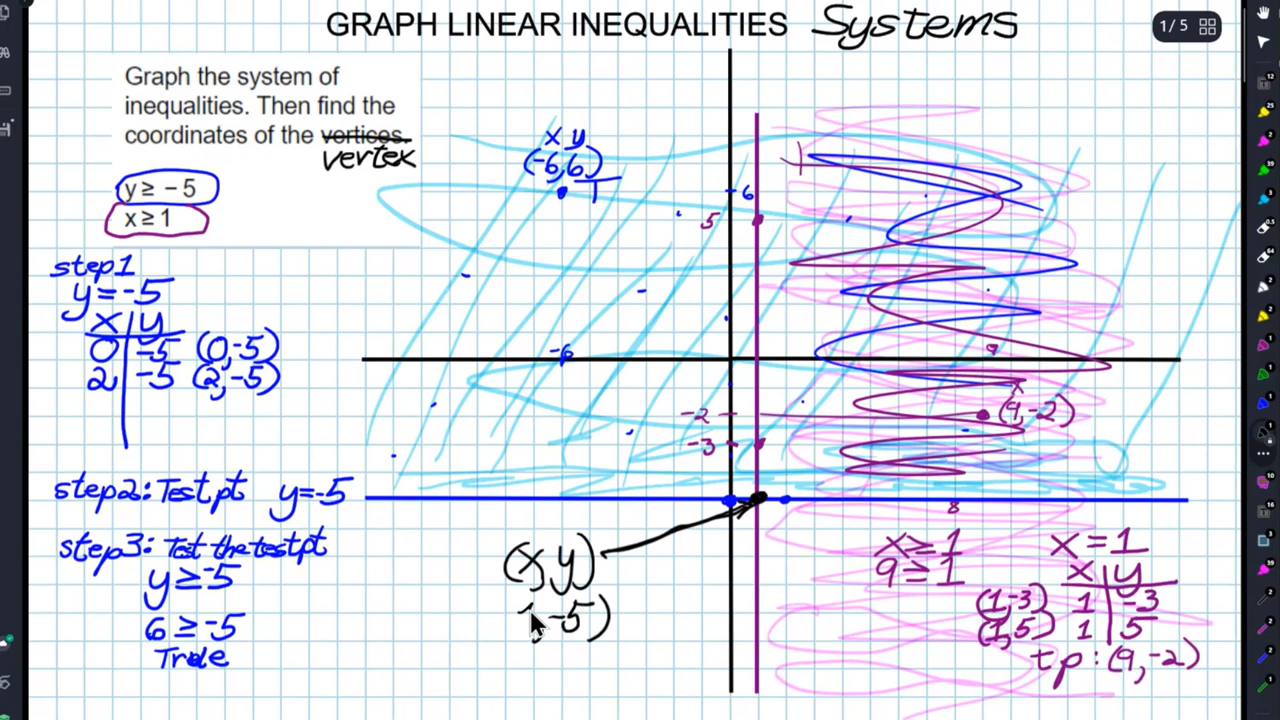 GRAPH LINEAR INEQUALITIES Systems
1 / 5
Graph the system of
inequalities. Then find the
coordinates of the vertices.
vertex
y ≥ – 5
x ≥ 1
step1
y=-5
x y
0 -5 (0,-5)
2 -5 (2,-5)
step2: Test pt y=-5
step3: Test the test pt
y ≥ -5
6 ≥ -5
True
x y
(-6,6)
T
6
5
-6
9
-2
(9,-2)
-3
8
(x,y)
-5)
x ≥ 1
9 ≥ 1
x = 1
x y
(1,-3) 1 -3
(1,5) 1 5
tp: (9,-2)